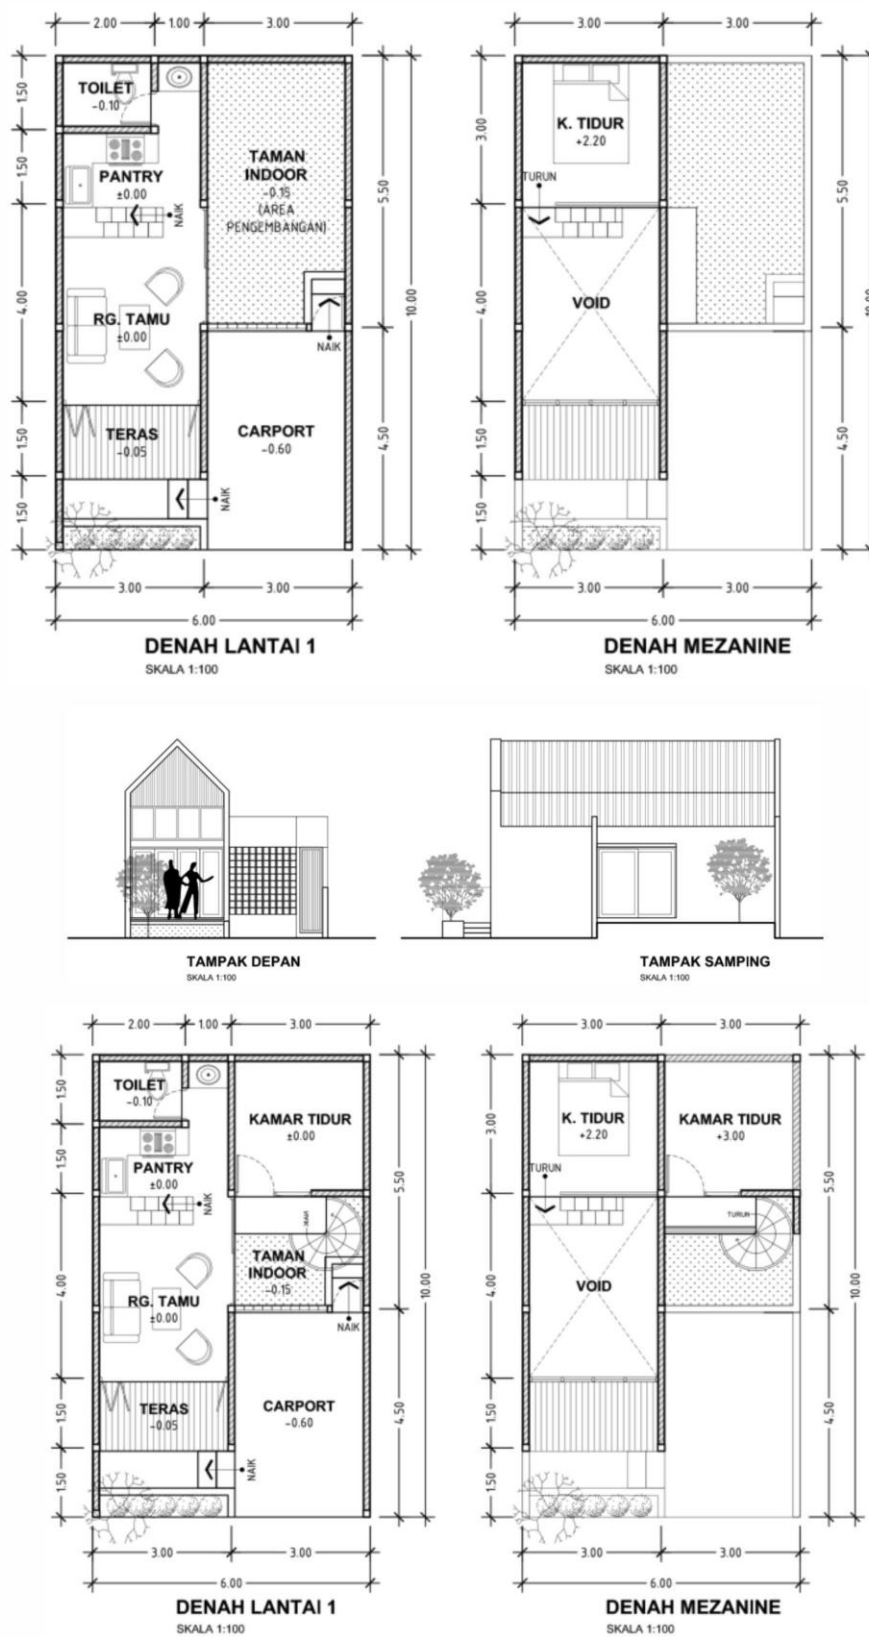 2.00 1.00 3.00
3.00 3.00
1.50
TOILET
-0.10
1.50
PANTRY
±0.00
NAIK
TAMAN
INDOOR
-0.15
(AREA
PENGEMBANGAN)
5.50
4.00
RG. TAMU
±0.00
NAIK
10.00
1.50
TERAS
-0.05
CARPORT
-0.60
4.50
1.50
NAIK
3.00 3.00
6.00
DENAH LANTAI 1
SKALA 1:100
3.00
K. TIDUR
+2.20
TURUN
5.50
4.00
VOID
1.50
4.50
1.50
3.00 3.00
6.00
DENAH MEZANINE
SKALA 1:100
TAMPAK DEPAN
SKALA 1:100
TAMPAK SAMPING
SKALA 1:100
2.00 1.00 3.00
3.00 3.00
1.50
TOILET
-0.10
KAMAR TIDUR
±0.00
1.50
PANTRY
±0.00
NAIK
5.50
4.00
TAMAN
INDOOR
-0.15
RG. TAMU
±0.00
NAIK
10.00
1.50
TERAS
-0.05
CARPORT
-0.60
4.50
1.50
NAIK
3.00 3.00
6.00
DENAH LANTAI 1
SKALA 1:100
3.00
K. TIDUR
+2.20
KAMAR TIDUR
+3.00
TURUN
5.50
TURUN
4.00
VOID
10.00
1.50
4.50
1.50
3.00 3.00
6.00
DENAH MEZANINE
SKALA 1:100